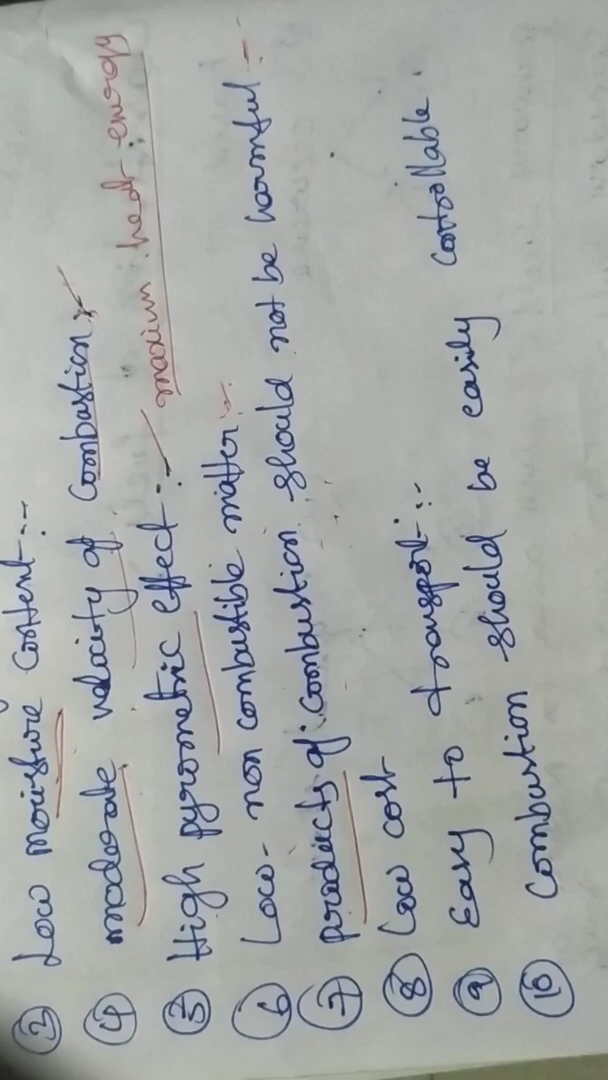 ③ Low moisture content :-
④ moderate velocity of combustion :-
⑤ High pyrometric effect :- maximum heat energy
⑥ Low - non combustible matter :-
⑦ products of combustion should not be harmful :-
⑧ Low cost
⑨ Easy to transport :-
⑩ Combustion should be easily controllable.